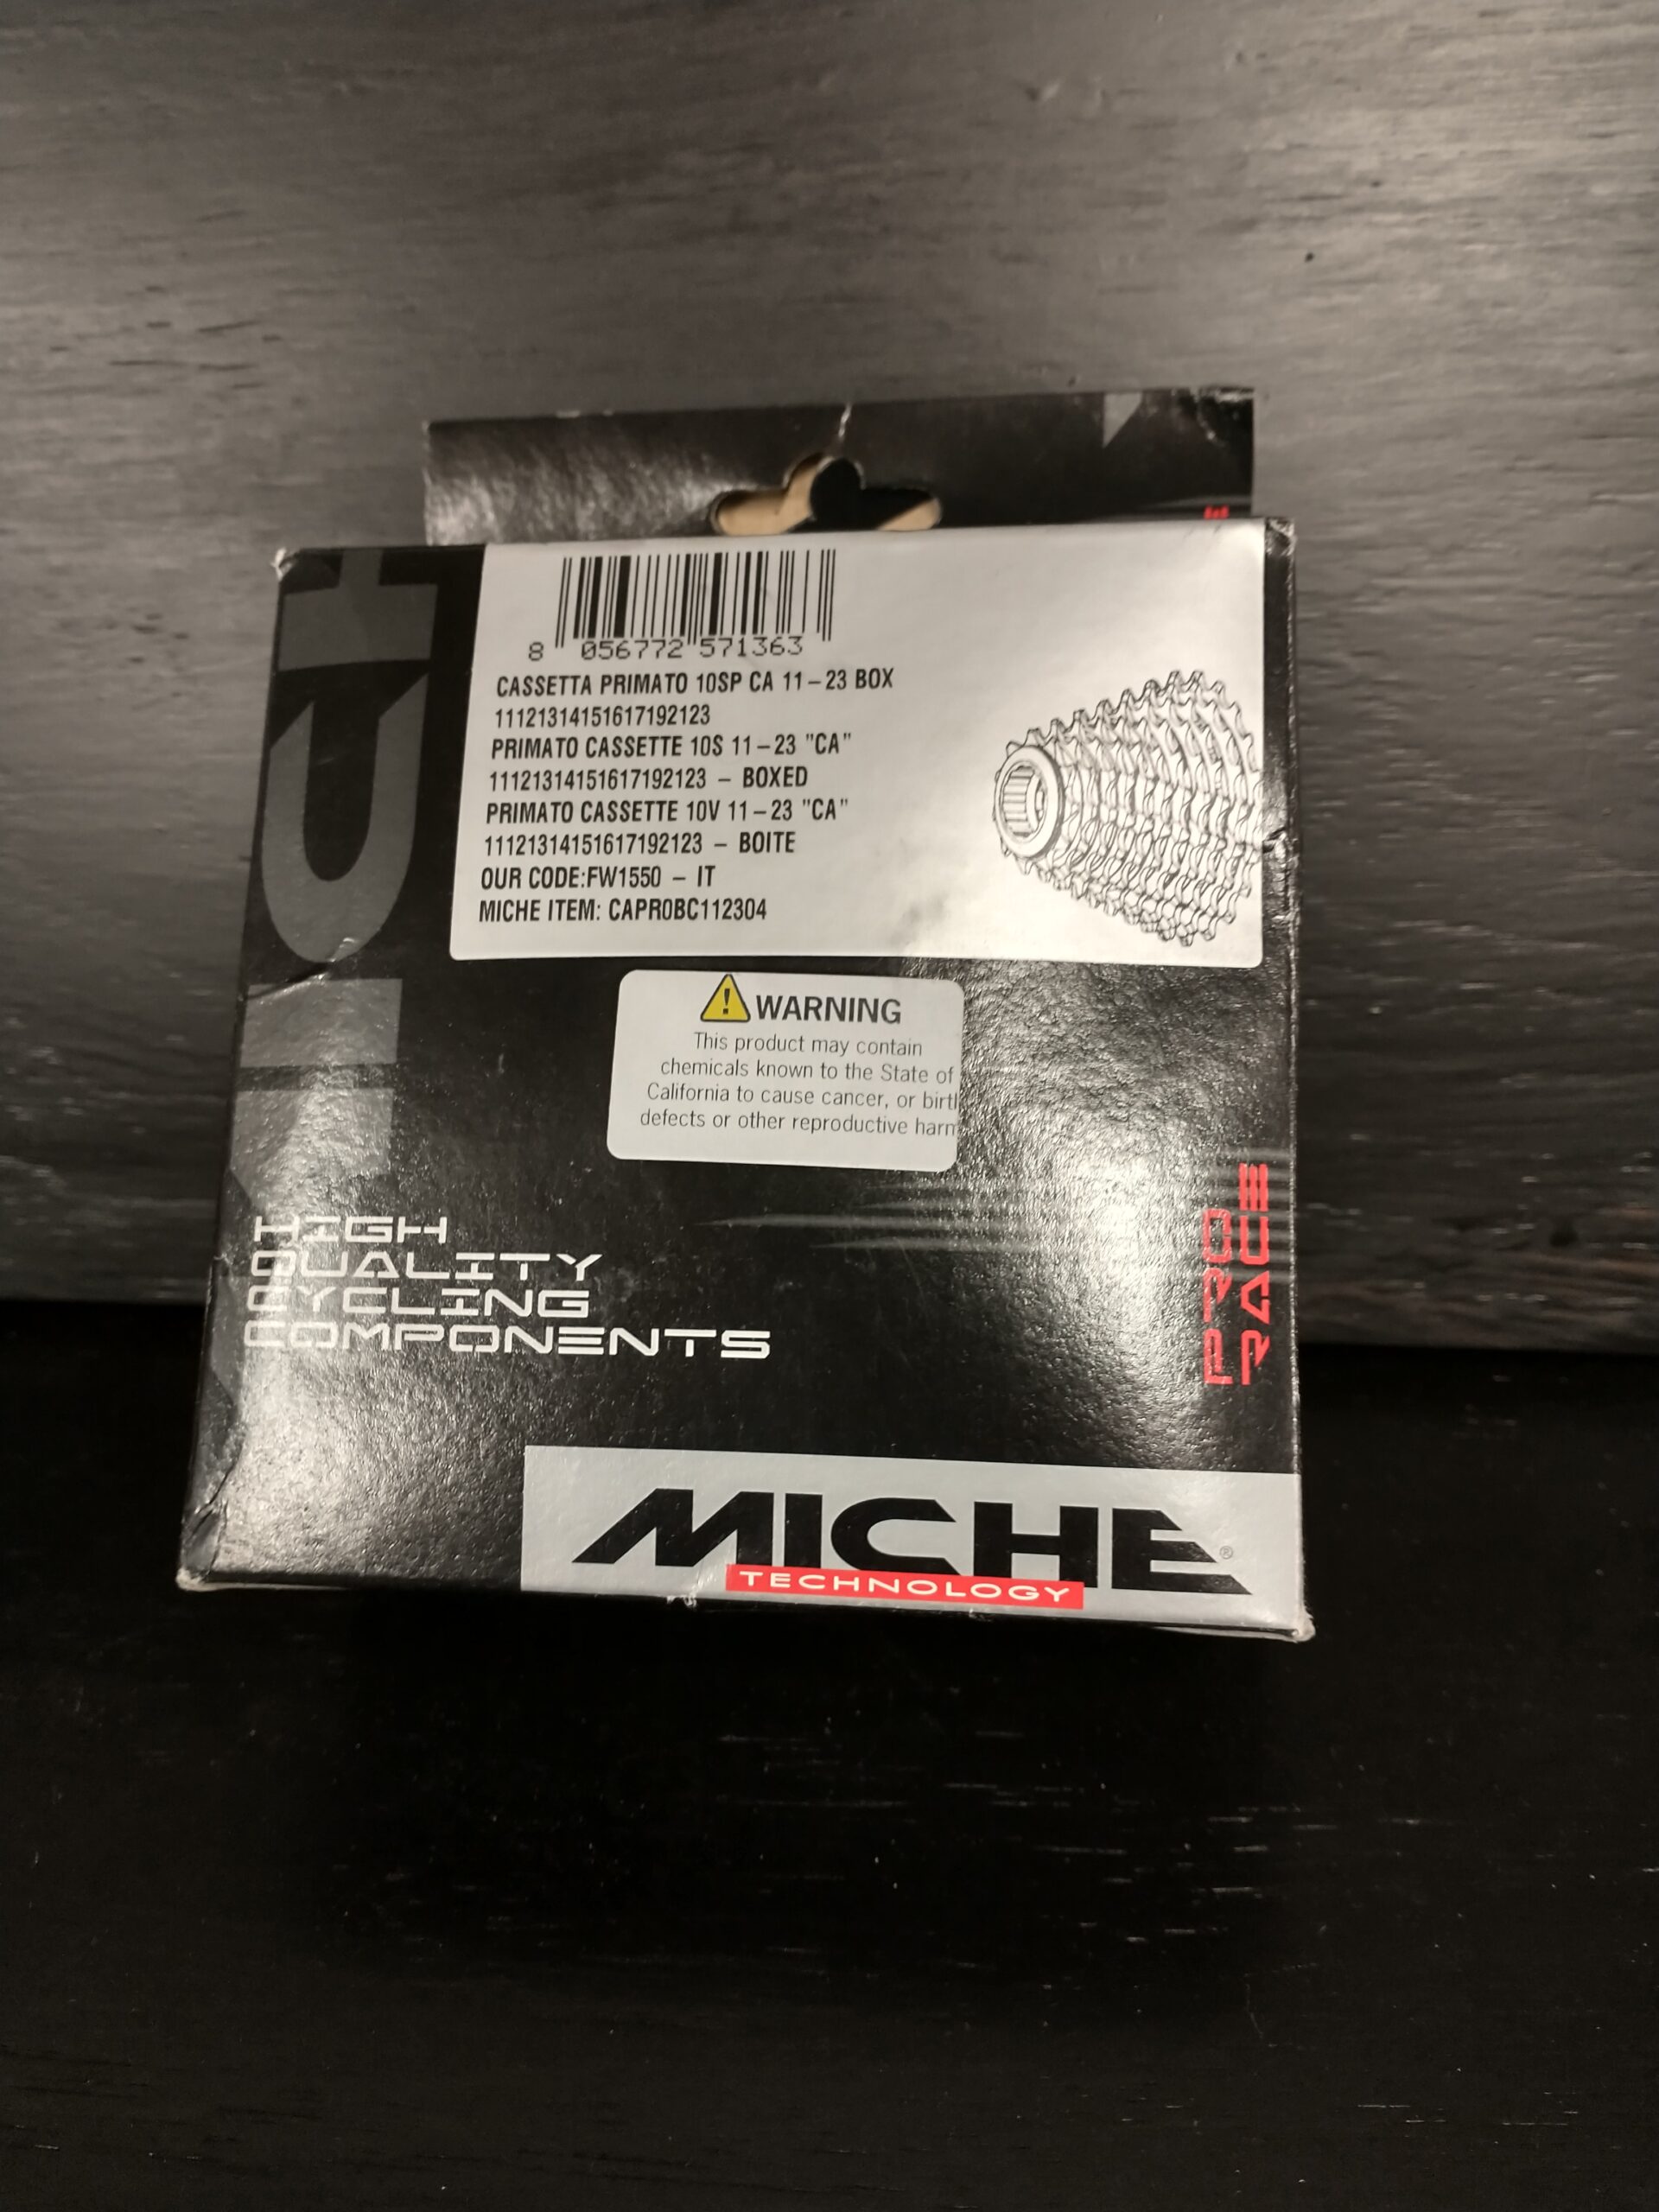 8 056772 571363
CASSETTA PRIMATO 10SP CA 11-23 BOX
11121314151617192123
PRIMATO CASSETTE 10S 11-23 "CA"
11121314151617192123 - BOXED
PRIMATO CASSETTE 10V 11-23 "CA"
11121314151617192123 - BOITE
OUR CODE:FW1550 - IT
MICHE ITEM: CAPR0BC112304
WARNING
This product may contain
chemicals known to the State of
California to cause cancer, or birt
defects or other reproductive har
HIGH
QUALITY
CYCLING
COMPONENTS
PRO
RACE
MICHE®
TECHNOLOGY